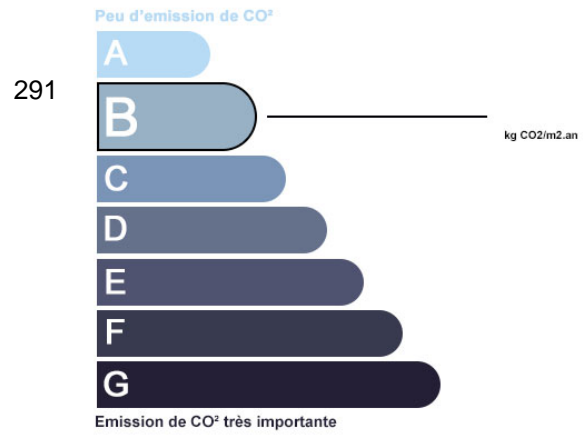 Peu d'emission de CO²
A
291
B
kg CO2/m2.an
C
D
E
F
G
Emission de CO² très importante